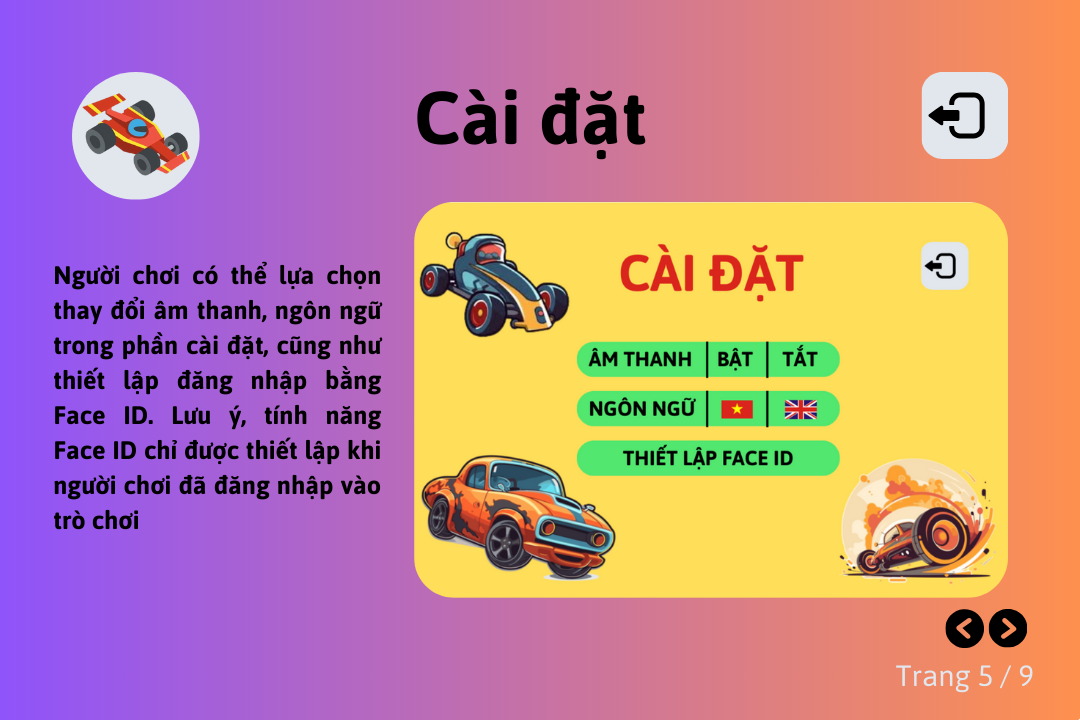 Cài đặt
Người chơi có thể lựa chọn
thay đổi âm thanh, ngôn ngữ
trong phần cài đặt, cũng như
thiết lập đăng nhập bằng
Face ID. Lưu ý, tính năng
Face ID chỉ được thiết lập khi
người chơi đã đăng nhập vào
trò chơi
CÀI ĐẶT
ÂM THANH BẬT TẮT
NGÔN NGỮ
THIẾT LẬP FACE ID
Trang 5 / 9